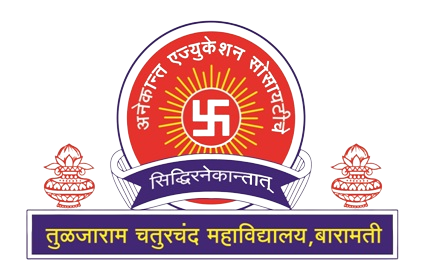 अनेकान्त एज्युकेशन सोसायटीचे
सिद्धिरनेकान्तात्
तुळजाराम चतुरचंद महाविद्यालय,बारामती